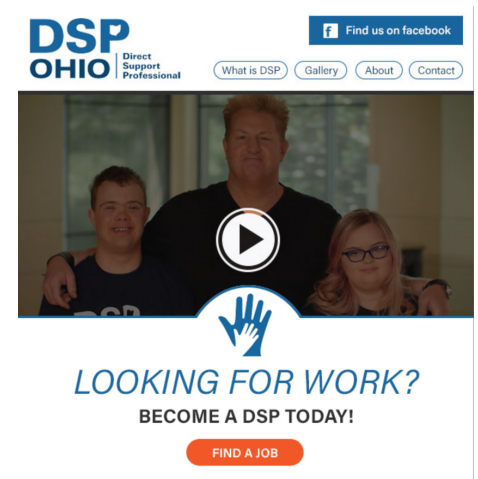 DSP
OHIO
Direct
Support
Professional
Find us on facebook
What is DSP
Gallery
About
Contact
DSP
LOOKING FOR WORK?
BECOME A DSP TODAY!
FIND A JOB